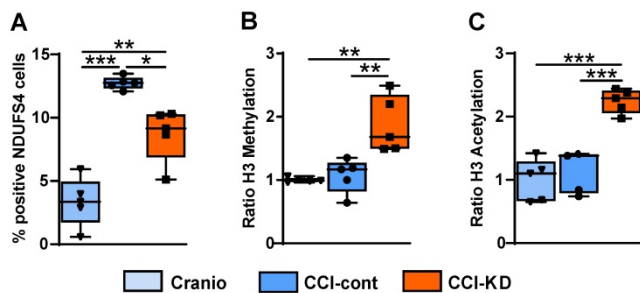 A
% positive NDUFS4 cells
15
10
5
0
**
***
*
B
Ratio H3 Methylation
3
2
1
0
**
**
C
Ratio H3 Acetylation
3
2
1
0
***
***
Cranio
CCI-cont
CCI-KD